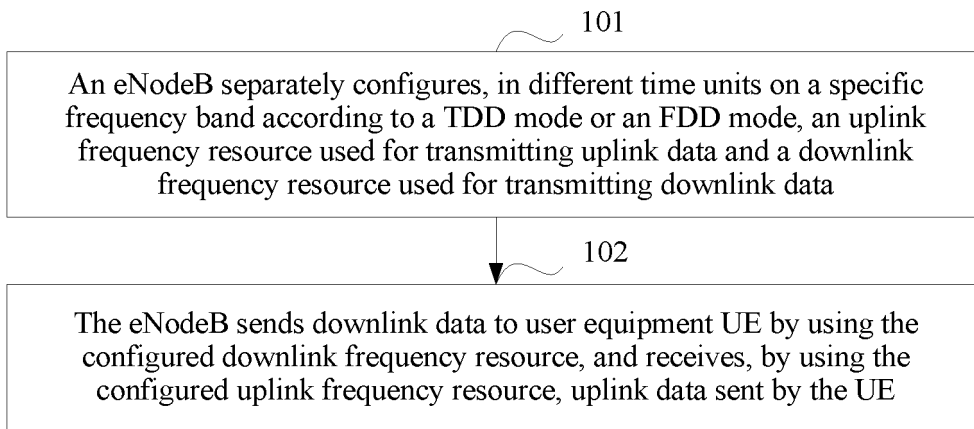 101
An eNodeB separately configures, in different time units on a specific
frequency band according to a TDD mode or an FDD mode, an uplink
frequency resource used for transmitting uplink data and a downlink
frequency resource used for transmitting downlink data
102
The eNodeB sends downlink data to user equipment UE by using the
configured downlink frequency resource, and receives, by using the
configured uplink frequency resource, uplink data sent by the UE